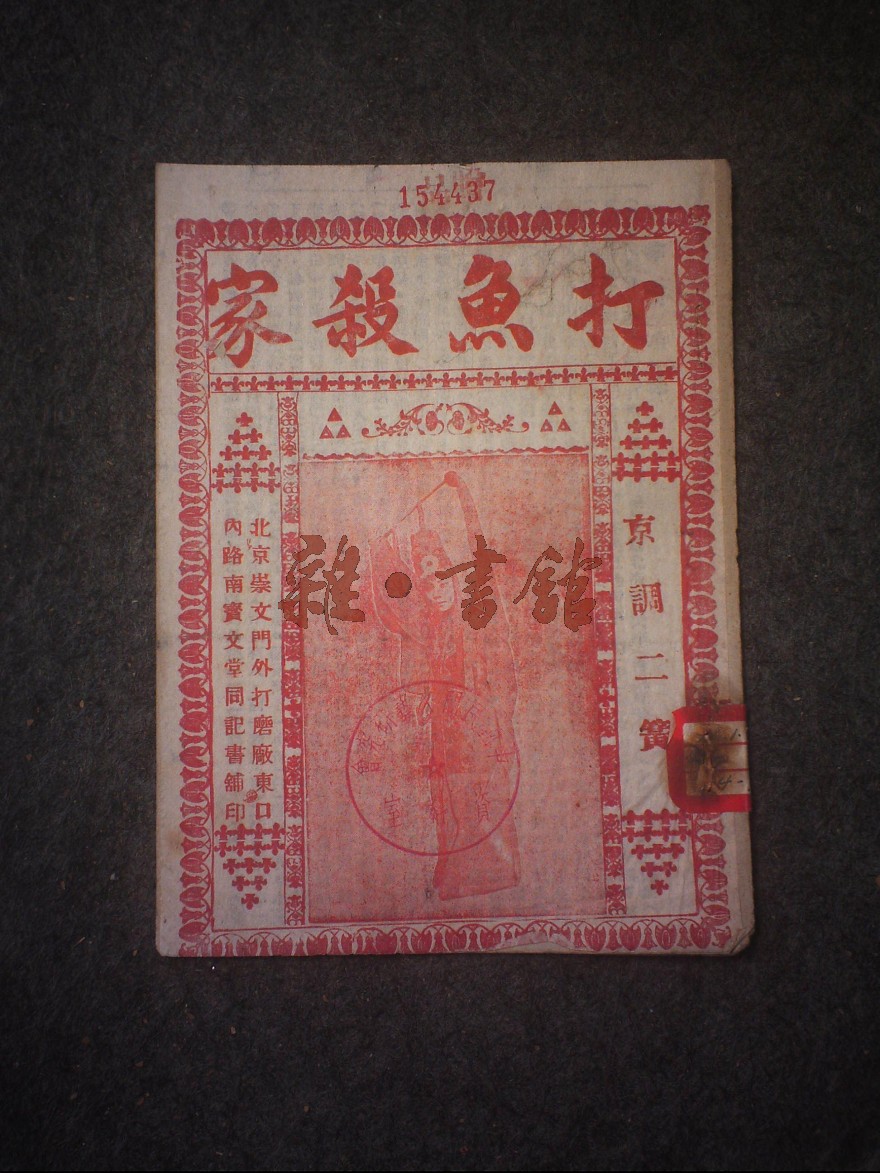 154437
打魚殺家
京調二簧
北京崇文門外打磨廠東口
內路南寶文堂同記書鋪印
雜·書館